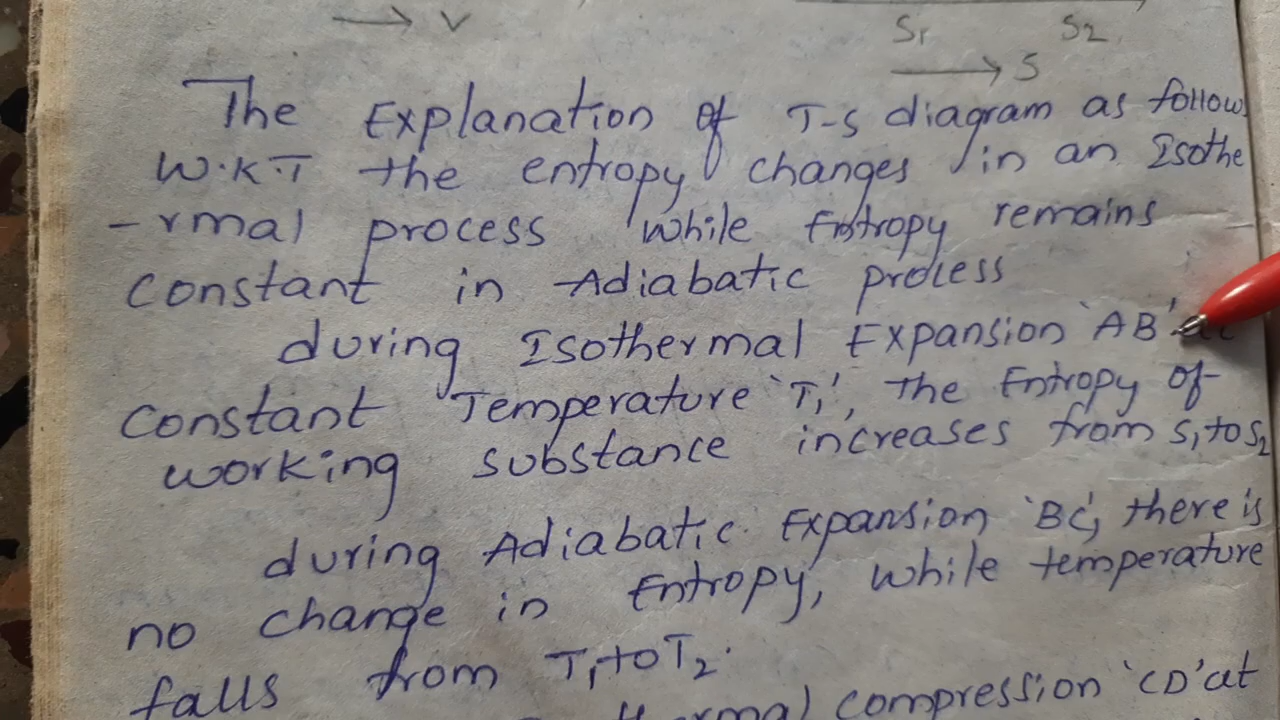 → V
S1 S2
→ S
The Explanation of T-S diagram as follow
W.K.T the entropy changes in an Isothe
-rmal process while Entropy remains
constant in Adiabatic process
during Isothermal Expansion 'AB' at
constant Temperature 'T1', the Entropy of
working substance increases from S1 to S2
during Adiabatic Expansion 'BC', there is
no change in Entropy, while temperature
falls from T1 to T2.
compression 'CD' at